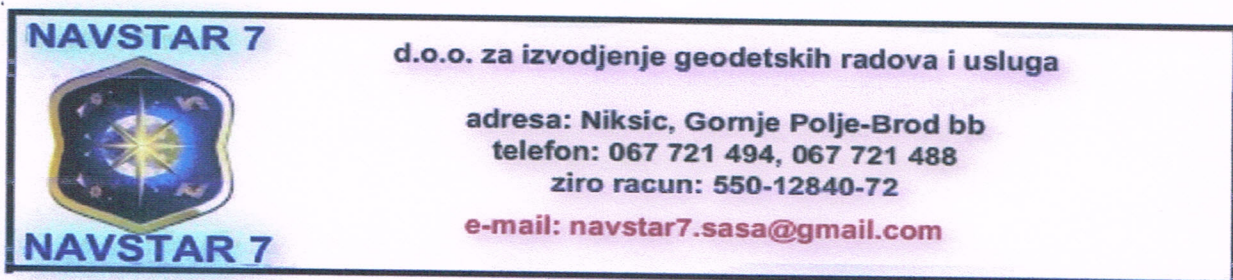 NAVSTAR 7
d.o.o. za izvodjenje geodetskih radova i usluga
adresa: Niksic, Gornje Polje-Brod bb
telefon: 067 721 494, 067 721 488
ziro racun: 550-12840-72
e-mail: navstar7.sasa@gmail.com
NAVSTAR 7